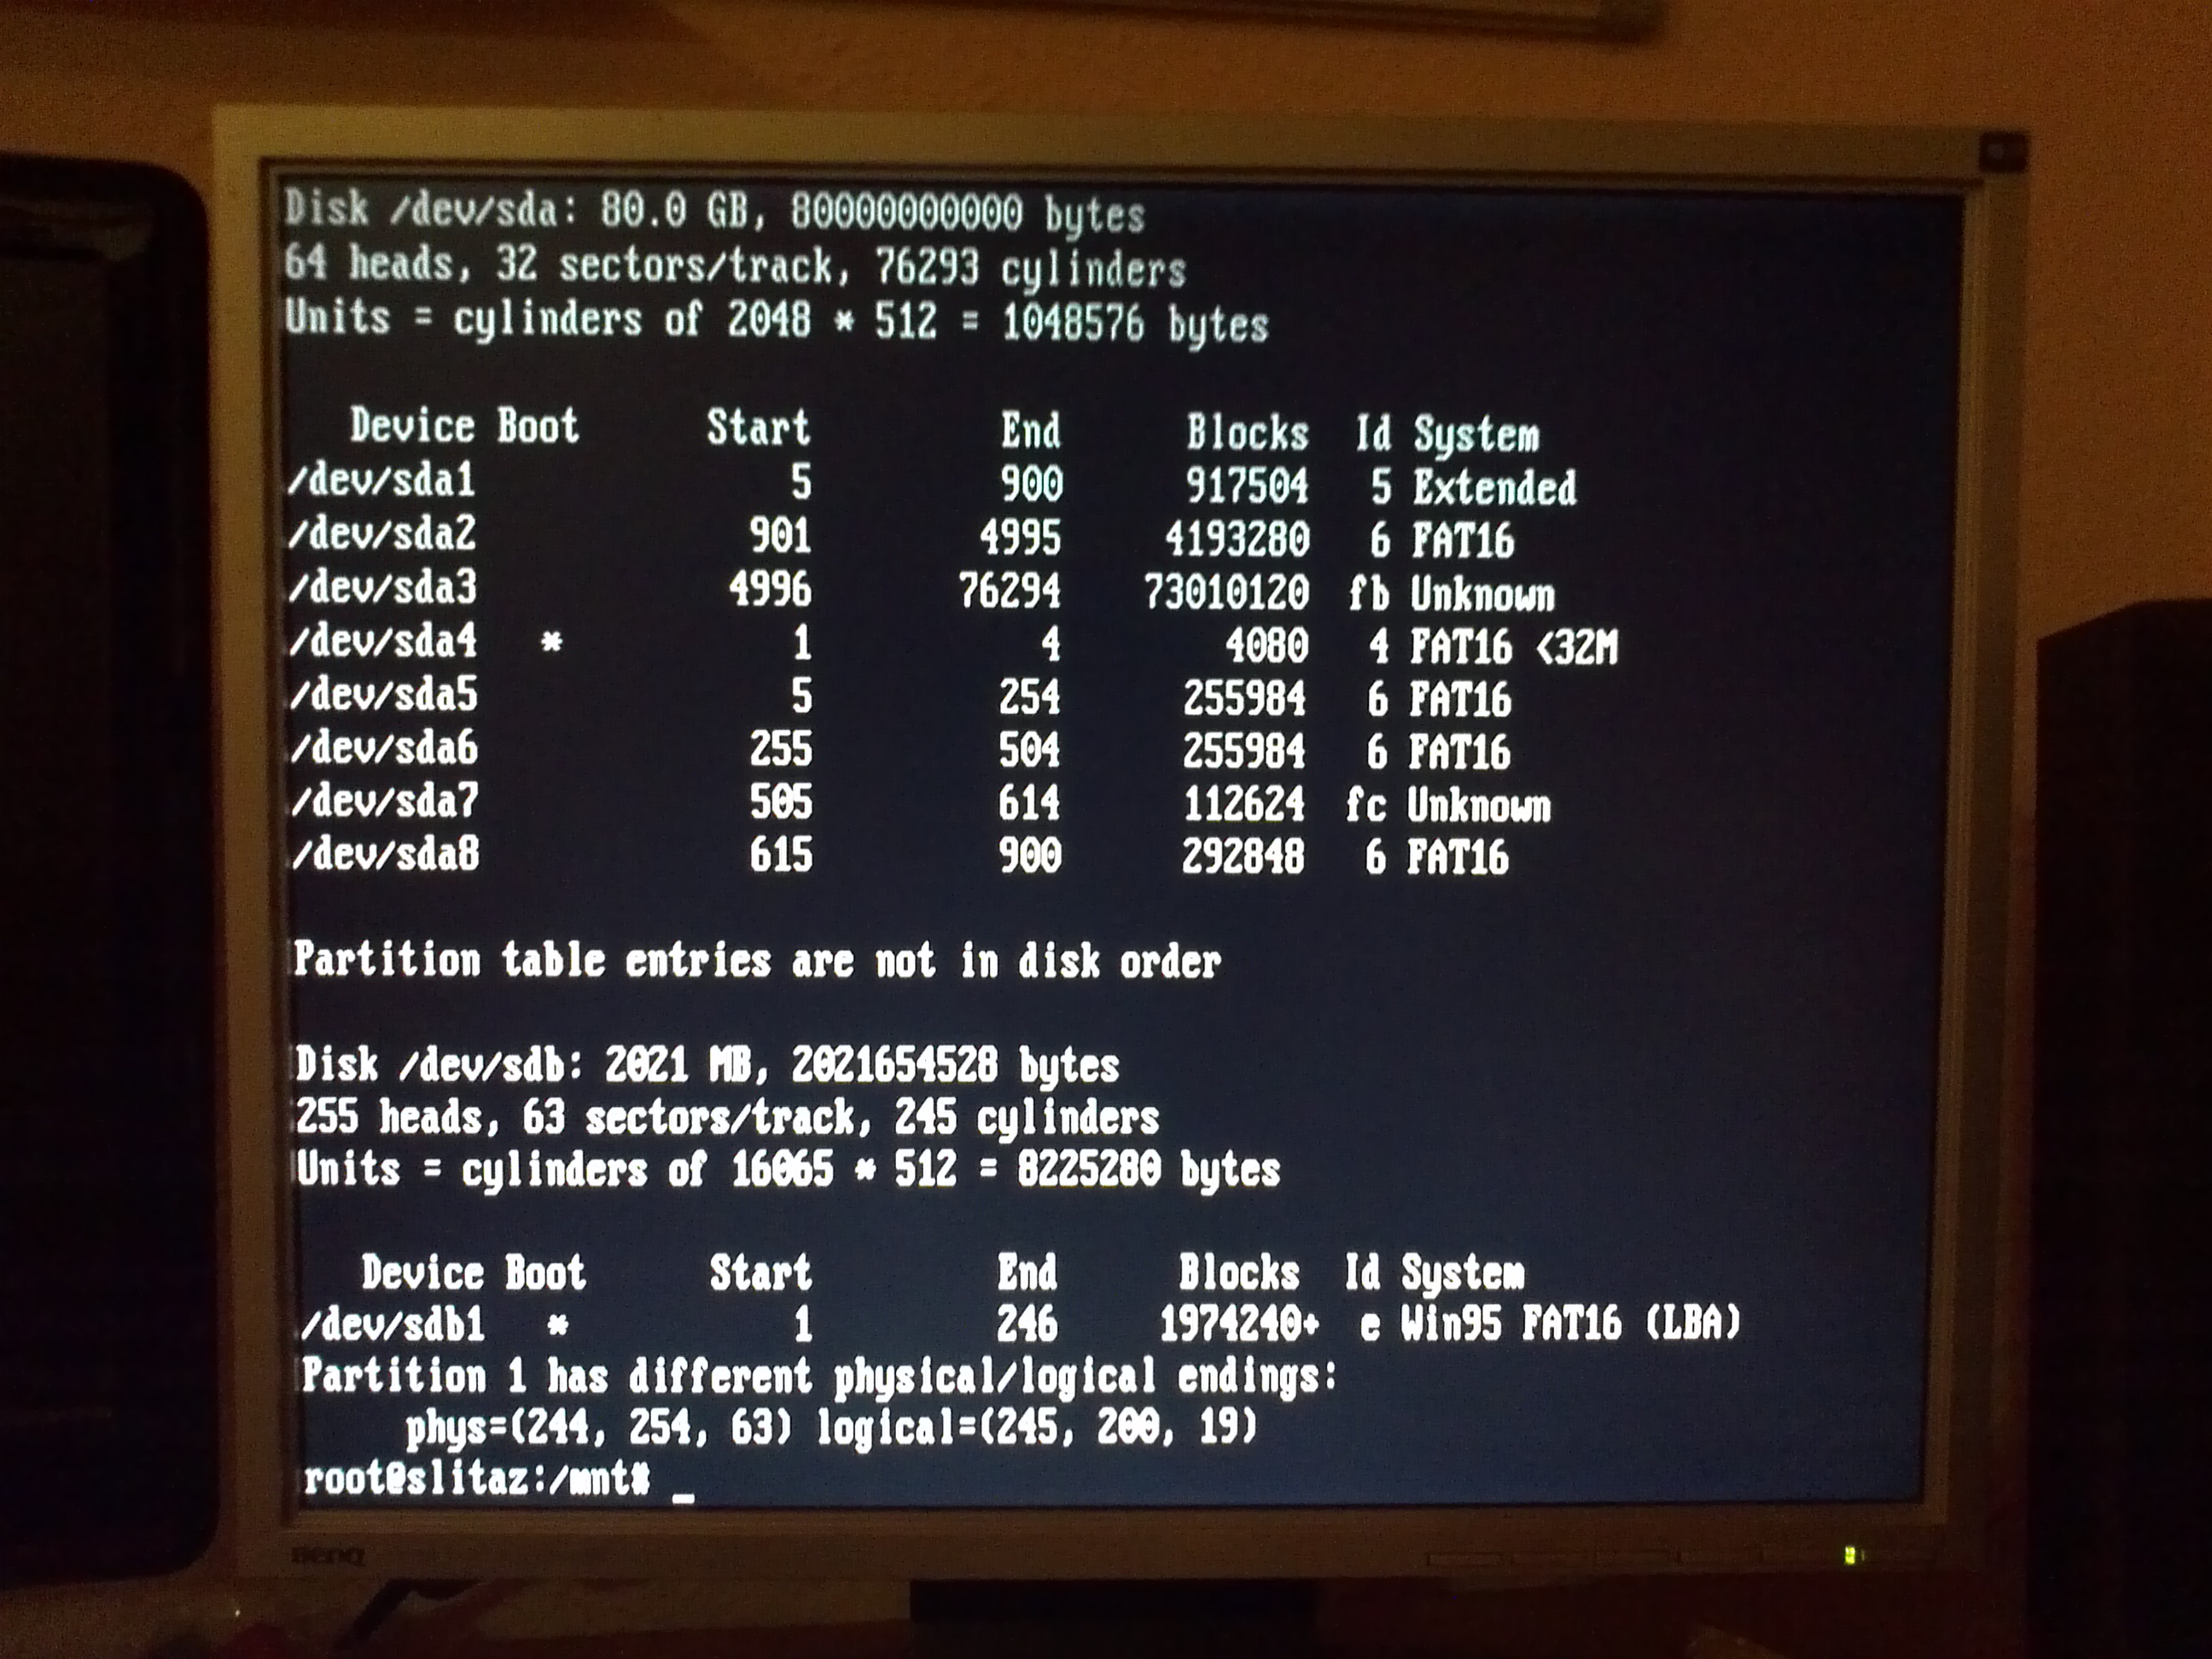 Disk /dev/sda: 80.0 GB, 80000000000 bytes
64 heads, 32 sectors/track, 76293 cylinders
Units = cylinders of 2048 * 512 = 1048576 bytes
Device Boot Start End Blocks Id System
/dev/sda1 5 900 917504 5 Extended
/dev/sda2 901 4995 4193280 6 FAT16
/dev/sda3 4996 76294 73010120 fb Unknown
/dev/sda4 * 1 4 4080 4 FAT16 <32M
/dev/sda5 5 254 255984 6 FAT16
/dev/sda6 255 504 255984 6 FAT16
/dev/sda7 505 614 112624 fc Unknown
/dev/sda8 615 900 292848 6 FAT16
Partition table entries are not in disk order
Disk /dev/sdb: 2021 MB, 2021654528 bytes
255 heads, 63 sectors/track, 245 cylinders
Units = cylinders of 16065 * 512 = 8225280 bytes
Device Boot Start End Blocks Id System
/dev/sdb1 * 1 246 1974240+ e Win95 FAT16 (LBA)
Partition 1 has different physical/logical endings:
phys=(244, 254, 63) logical=(245, 200, 19)
root@slitaz:/mnt# _
BenQ